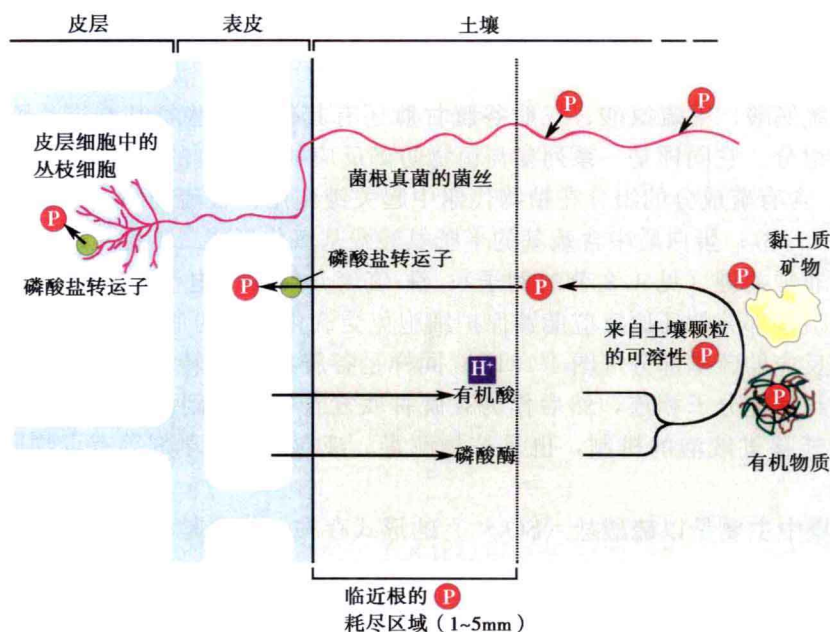 皮层
表皮
土壤
P
P
皮层细胞中的
丛枝细胞
菌根真菌的菌丝
P
磷酸盐转运子
磷酸盐转运子
P
P
黏土质
矿物
P
来自土壤颗粒
的可溶性 P
H⁺
有机酸
P
磷酸酶
有机物质
临近根的 P
耗尽区域（1~5mm）